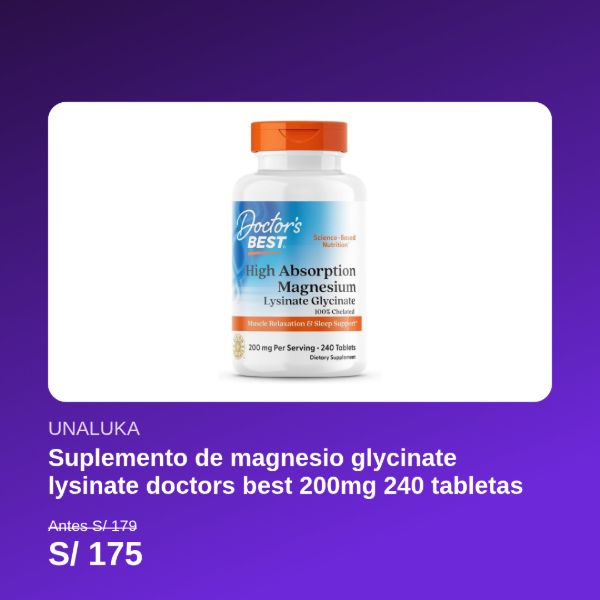 Doctor's
BEST
Science-Based
Nutrition
High Absorption
Magnesium
Lysinate Glycinate
100% Chelated
Muscle Relaxation & Sleep Support*
200 mg Per Serving • 240 Tablets
Dietary Supplement
UNALUKA
Suplemento de magnesio glycinate
lysinate doctors best 200mg 240 tabletas
Antes S/ 179
S/ 175